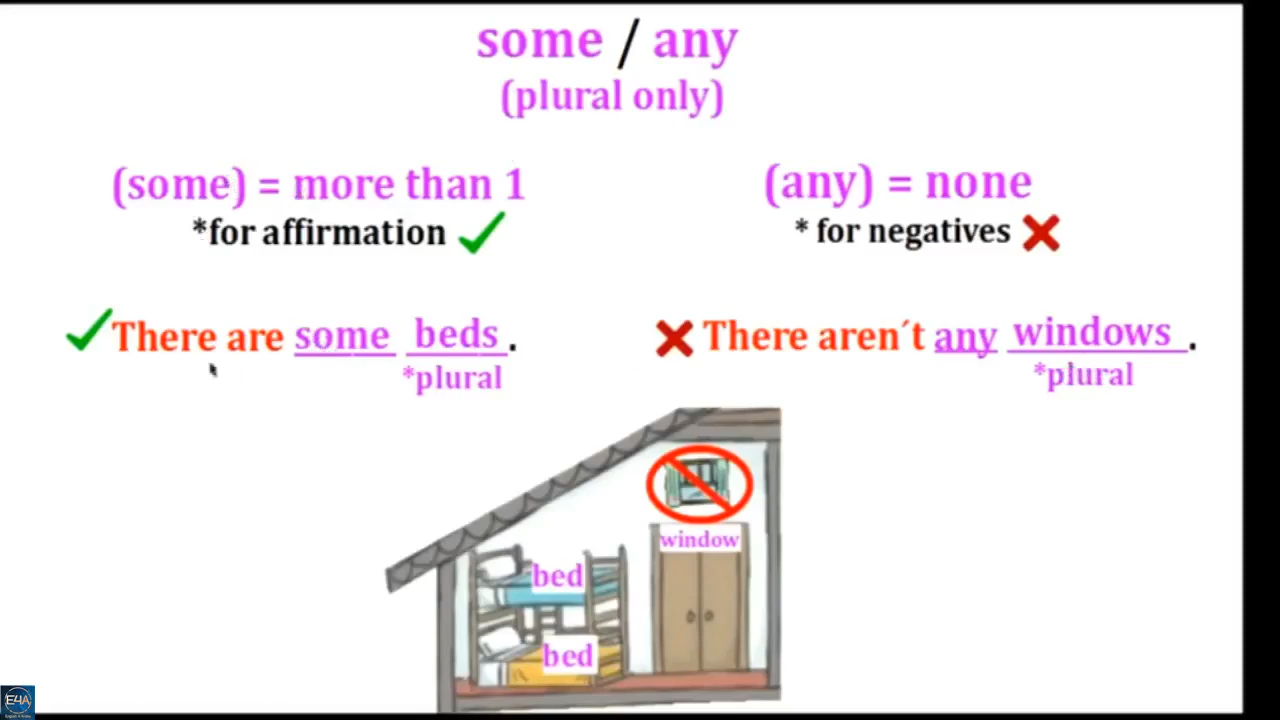 some / any
(plural only)
(some) = more than 1
*for affirmation
(any) = none
* for negatives
There are some beds.
*plural
There aren´t any windows.
*plural
window
bed
bed
E4A